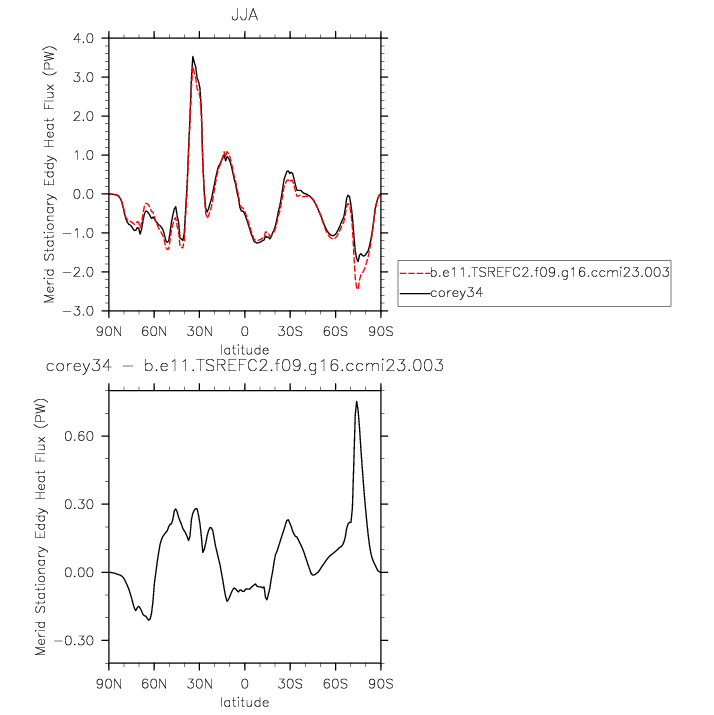 JJA
Merid Stationary Eddy Heat Flux (PW)
4.0
3.0
2.0
1.0
0.0
-1.0
-2.0
-3.0
90N 60N 30N 0 30S 60S 90S
latitude
b.e11.TSREFC2.f09.g16.ccmi23.003
corey34
corey34 - b.e11.TSREFC2.f09.g16.ccmi23.003
Merid Stationary Eddy Heat Flux (PW)
0.60
0.30
0.00
-0.30
90N 60N 30N 0 30S 60S 90S
latitude